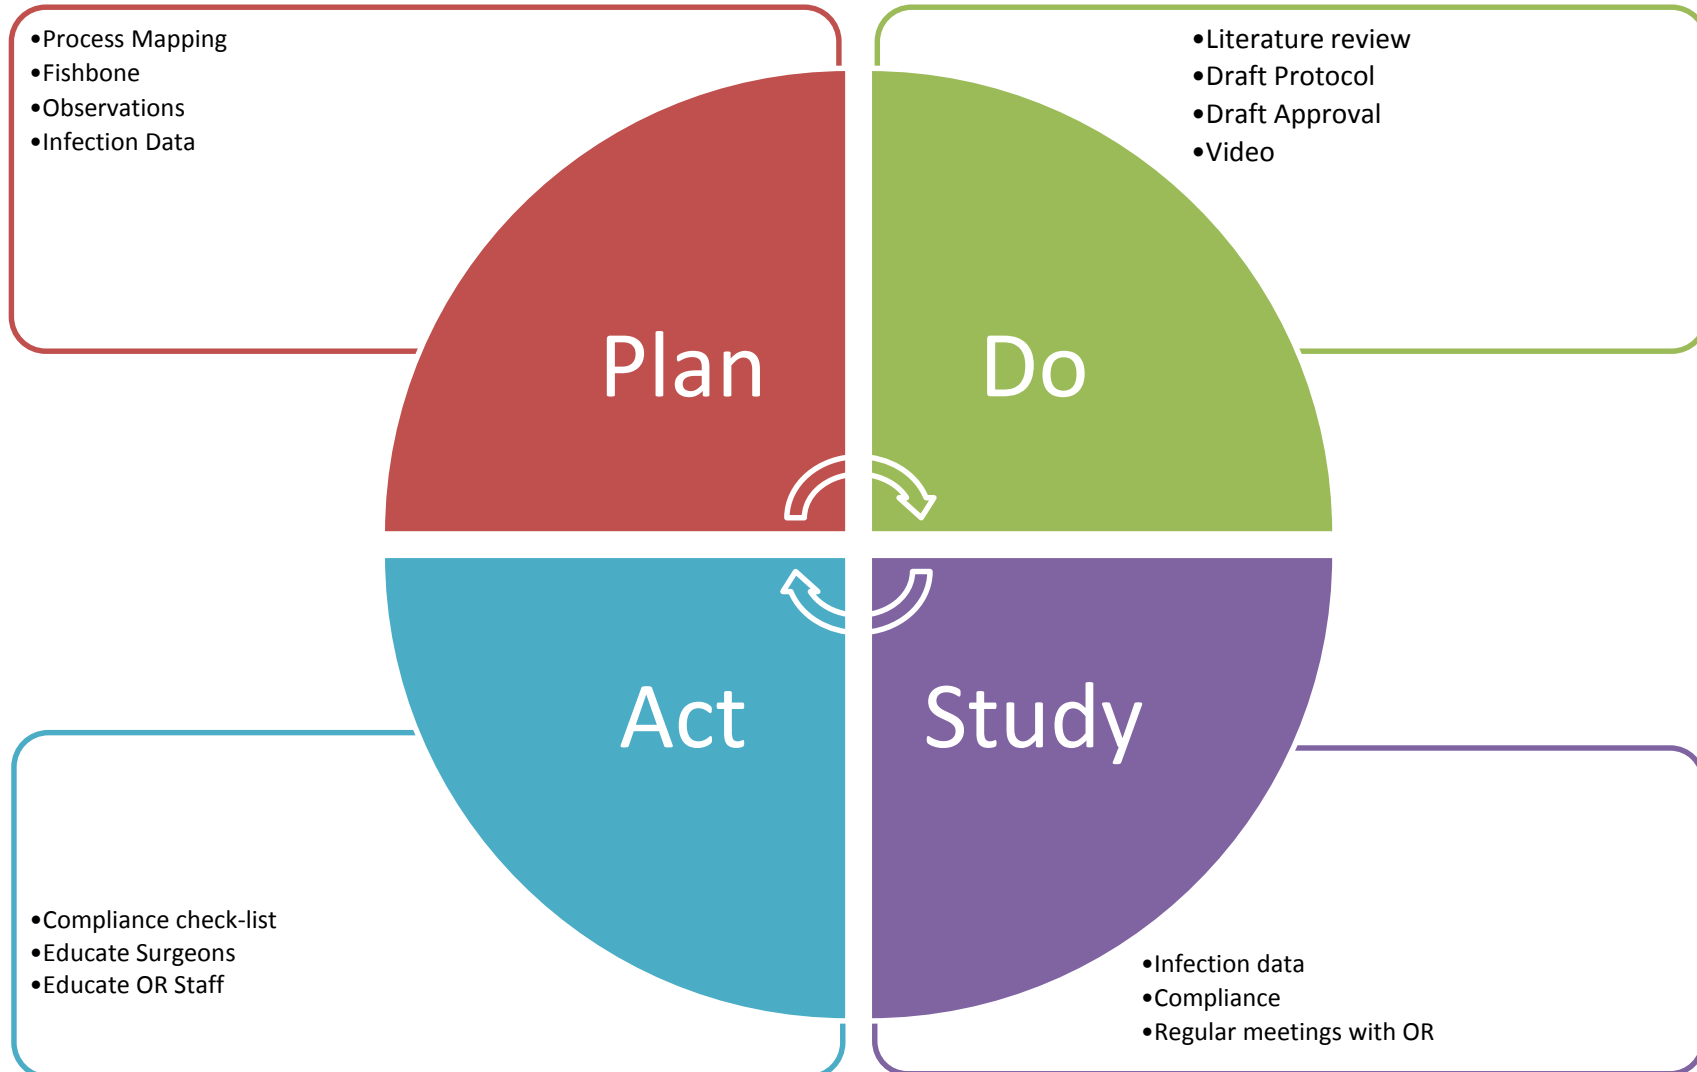 •Process Mapping
•Fishbone
•Observations
•Infection Data
•Literature review
•Draft Protocol
•Draft Approval
•Video
Plan
Do
Act
Study
•Compliance check-list
•Educate Surgeons
•Educate OR Staff
•Infection data
•Compliance
•Regular meetings with OR